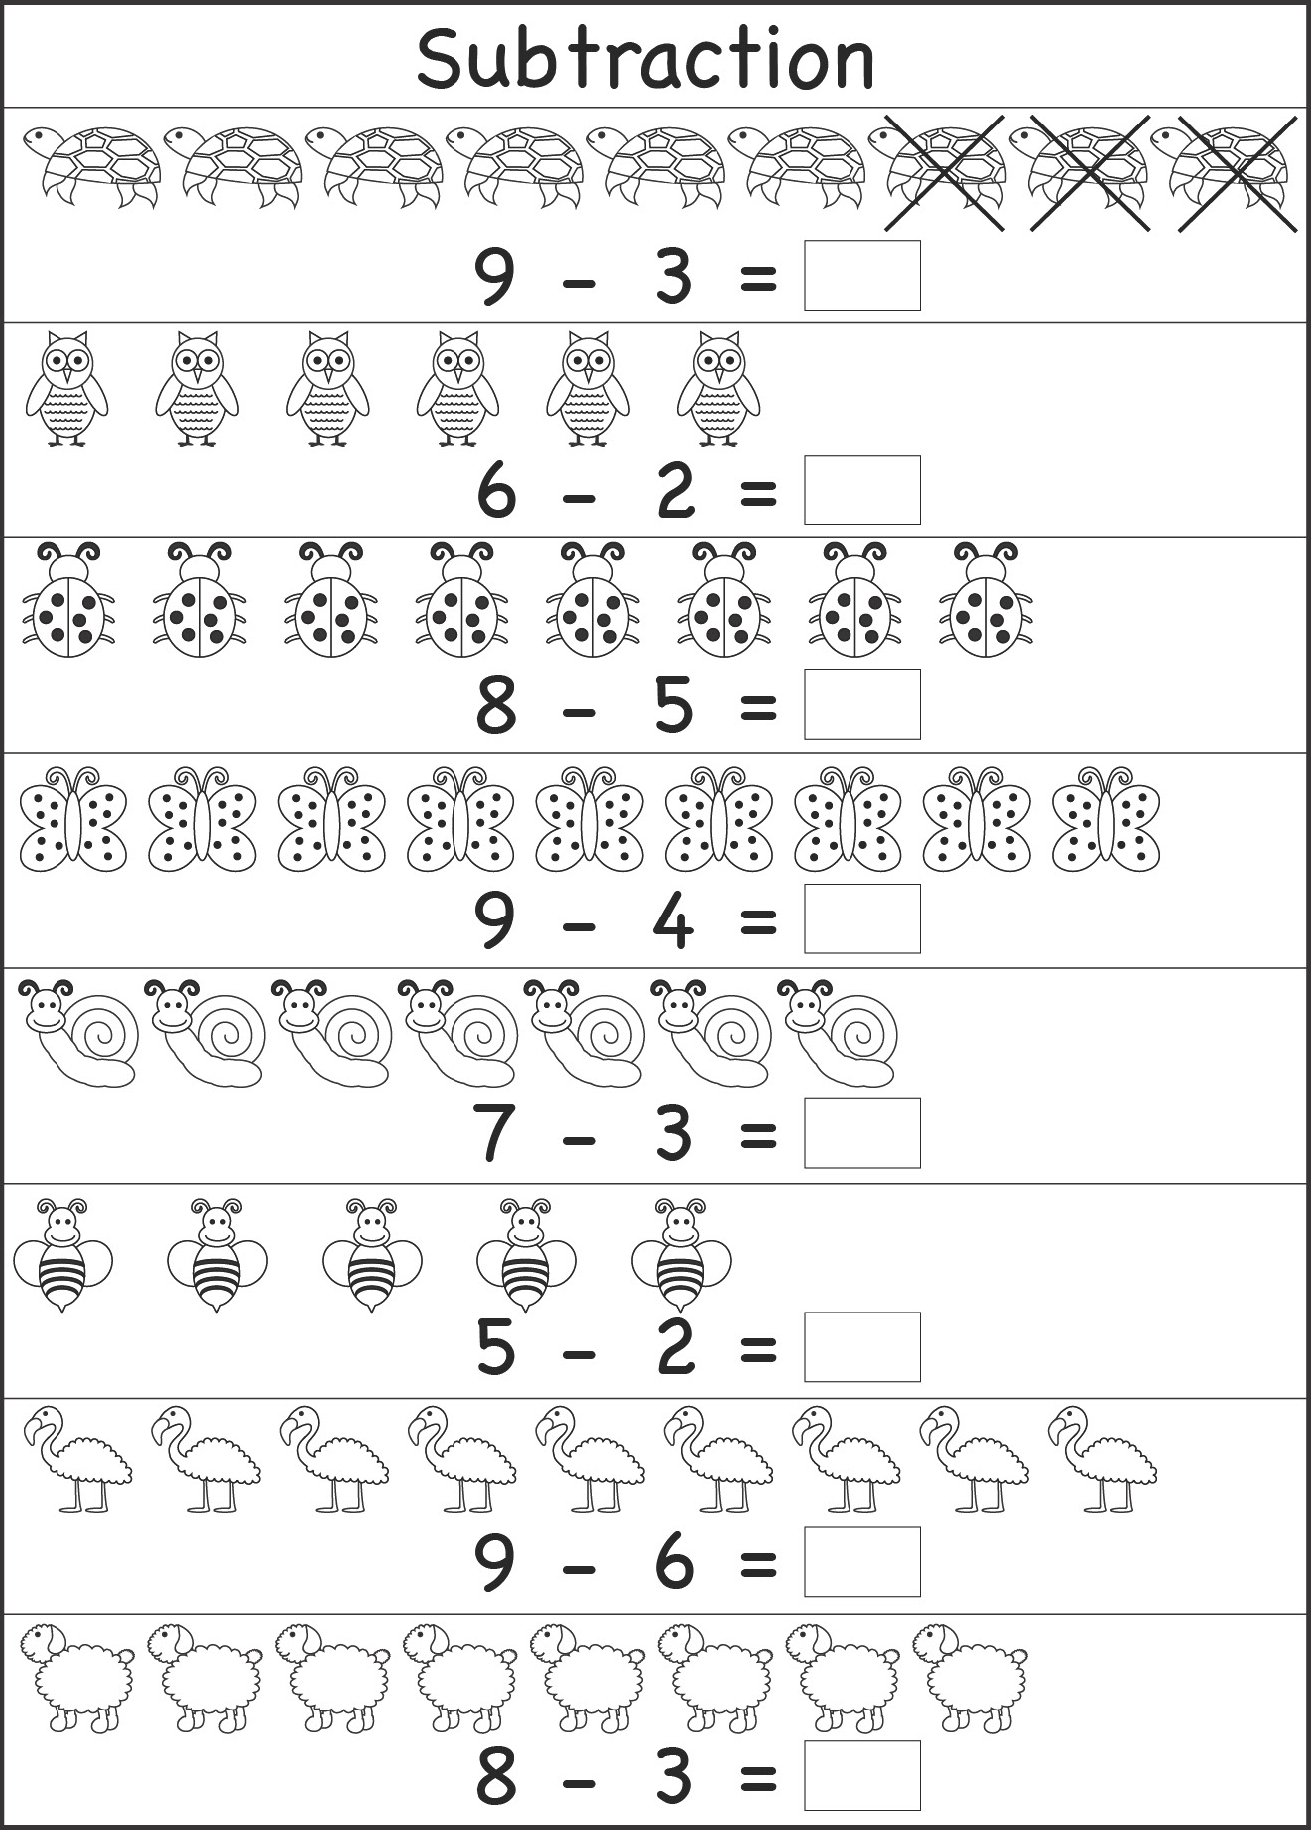 Subtraction
9 - 3 =
6 - 2 =
8 - 5 =
9 - 4 =
7 - 3 =
5 - 2 =
9 - 6 =
8 - 3 =